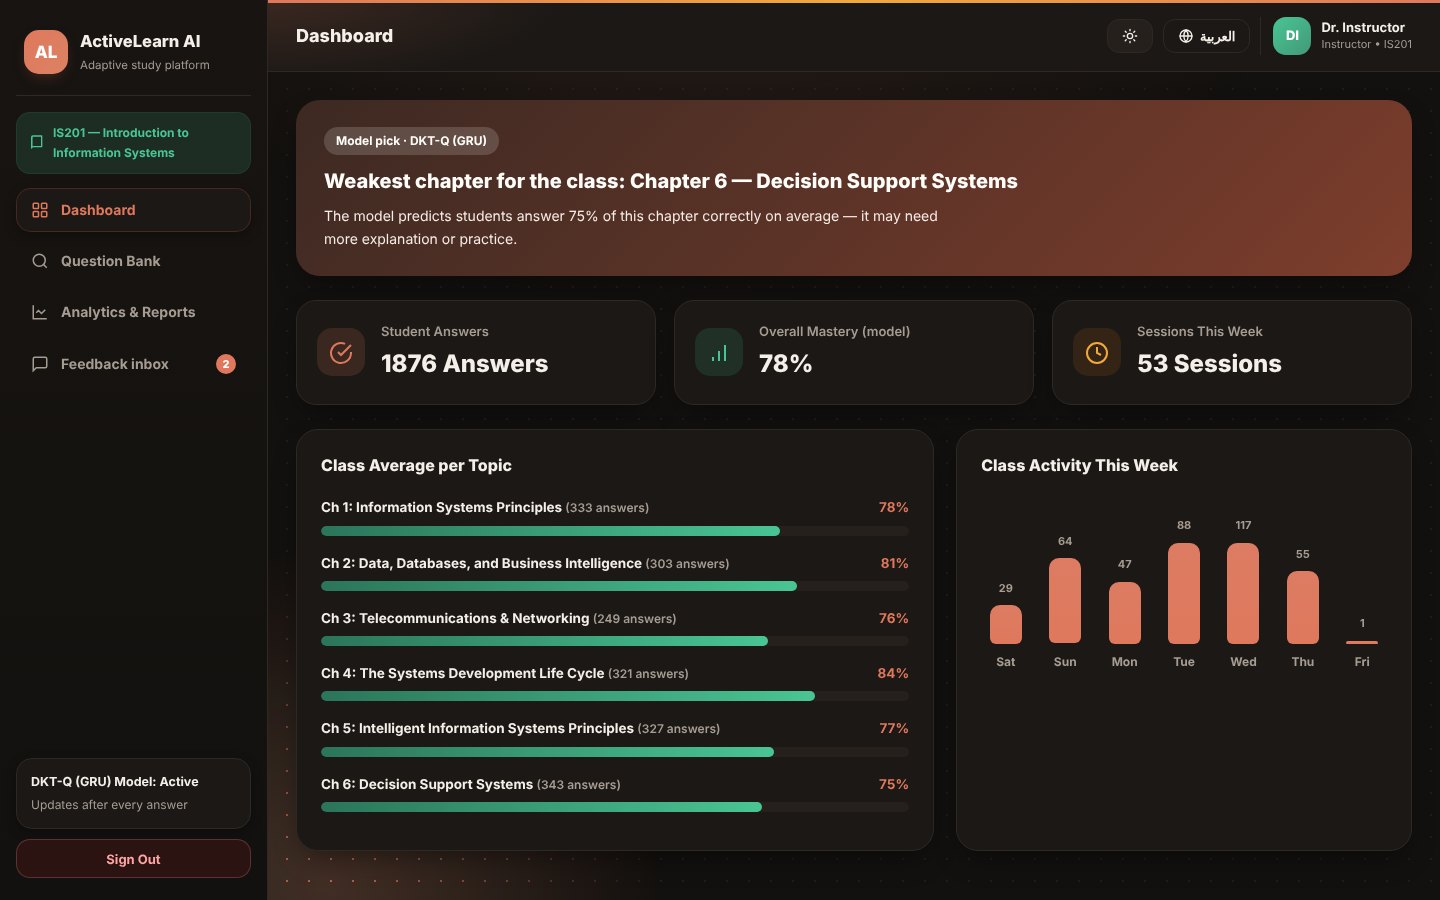 AL
ActiveLearn AI
Adaptive study platform
IS201 — Introduction to
Information Systems
Dashboard
Question Bank
Analytics & Reports
Feedback inbox
2
DKT-Q (GRU) Model: Active
Updates after every answer
Sign Out
Dashboard
العربية
DI
Dr. Instructor
Instructor • IS201
Model pick · DKT-Q (GRU)
Weakest chapter for the class: Chapter 6 — Decision Support Systems
The model predicts students answer 75% of this chapter correctly on average — it may need
more explanation or practice.
Student Answers
1876 Answers
Overall Mastery (model)
78%
Sessions This Week
53 Sessions
Class Average per Topic
Ch 1: Information Systems Principles (333 answers) 78%
Ch 2: Data, Databases, and Business Intelligence (303 answers) 81%
Ch 3: Telecommunications & Networking (249 answers) 76%
Ch 4: The Systems Development Life Cycle (321 answers) 84%
Ch 5: Intelligent Information Systems Principles (327 answers) 77%
Ch 6: Decision Support Systems (343 answers) 75%
Class Activity This Week
29 64 47 88 117 55 1
Sat Sun Mon Tue Wed Thu Fri